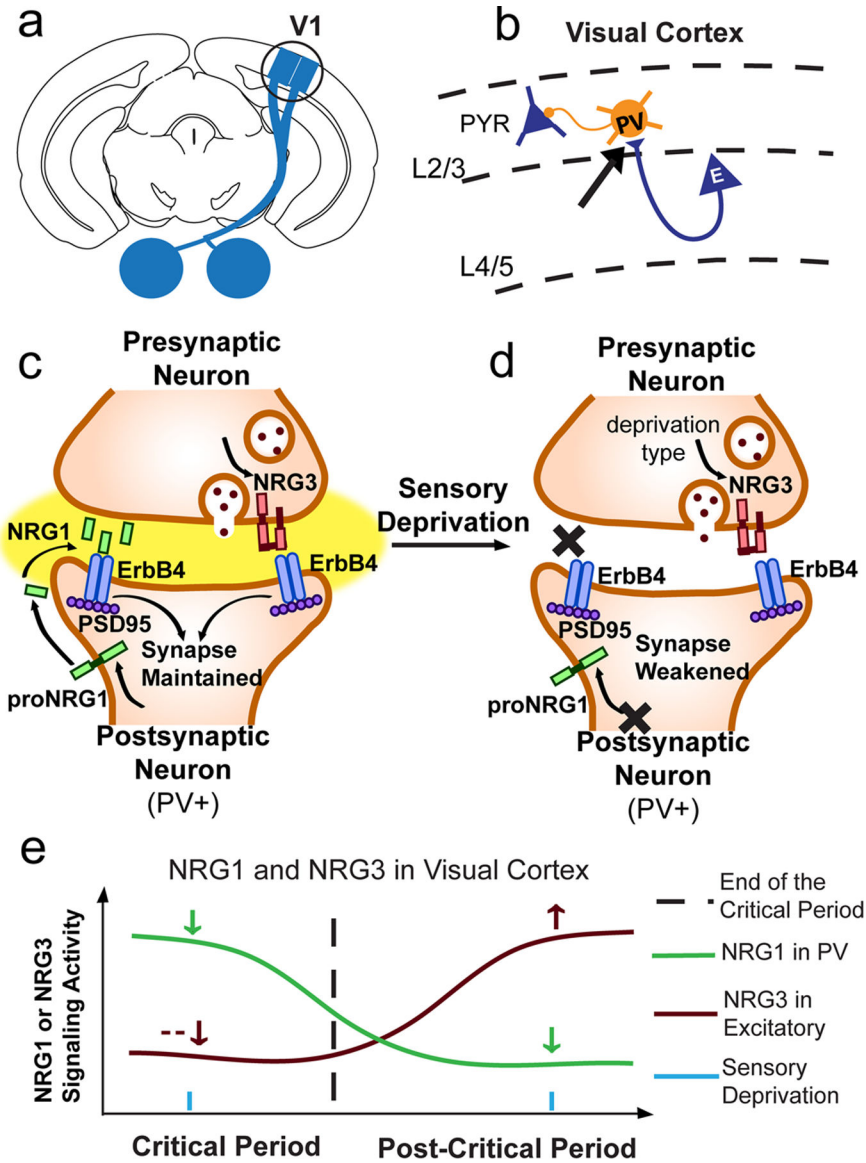 a
V1
b
Visual Cortex
PYR
PV
L2/3
E
L4/5
c
Presynaptic
Neuron
NRG3
NRG1
ErbB4
ErbB4
PSD95
Synapse
Maintained
proNRG1
Postsynaptic
Neuron
(PV+)
Sensory
Deprivation
d
Presynaptic
Neuron
deprivation
type
NRG3
ErbB4
ErbB4
PSD95
Synapse
Weakened
proNRG1
Postsynaptic
Neuron
(PV+)
e
NRG1 and NRG3 in Visual Cortex
NRG1 or NRG3
Signaling Activity
Critical Period
Post-Critical Period
End of the
Critical Period
NRG1 in PV
NRG3 in
Excitatory
Sensory
Deprivation